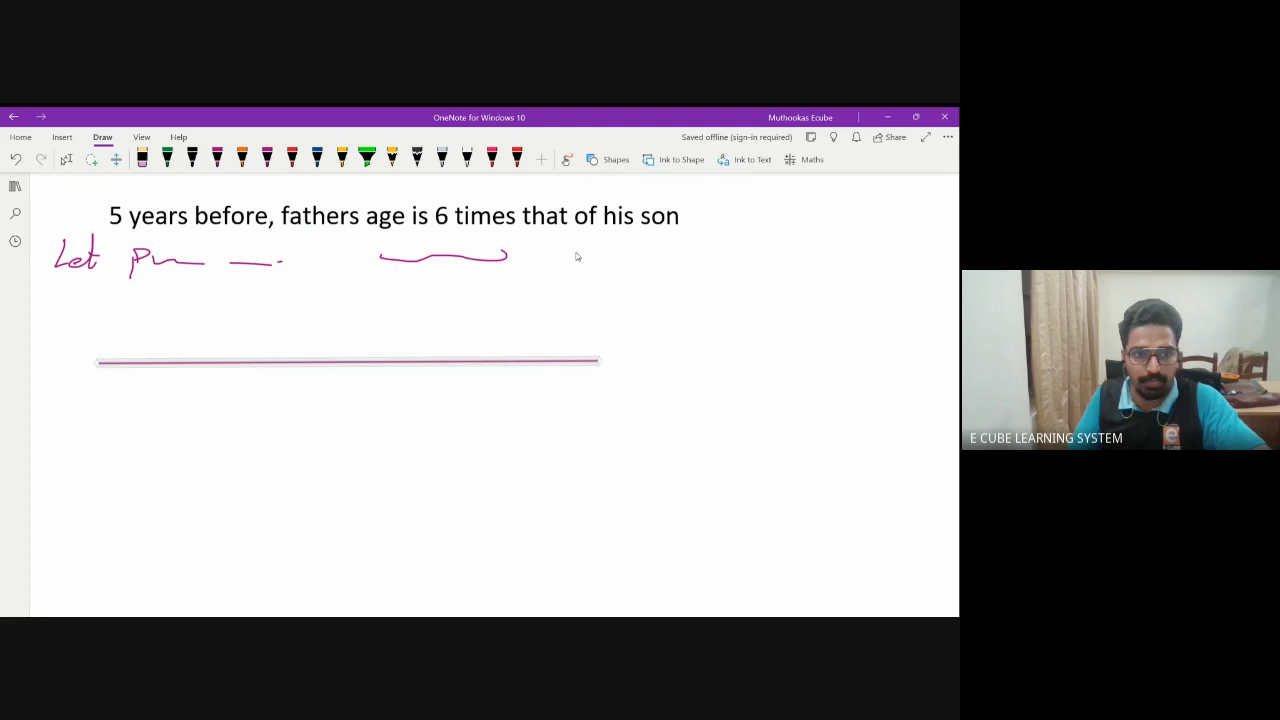 OneNote for Windows 10
Muthookas Ecube
Home Insert Draw View Help
Saved offline (sign-in required)
Share
Shapes
Ink to Shape
Ink to Text
Maths
5 years before, fathers age is 6 times that of his son
Let
E CUBE LEARNING SYSTEM